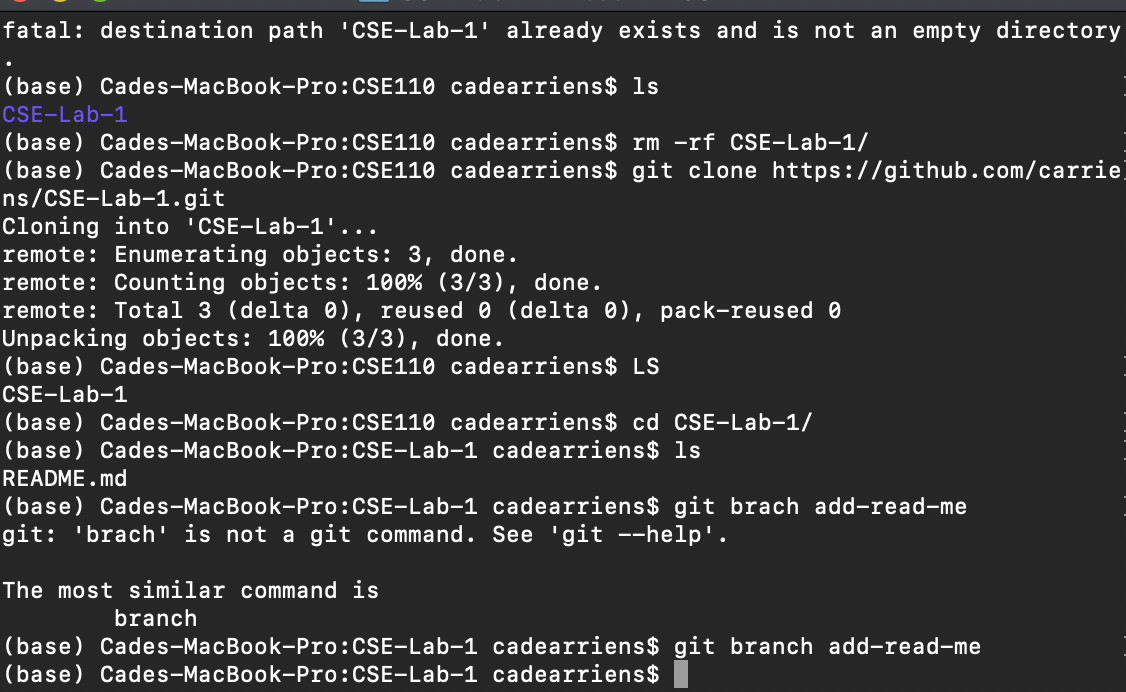 fatal: destination path 'CSE-Lab-1' already exists and is not an empty directory
.
(base) Cades-MacBook-Pro:CSE110 cadearriens$ ls
CSE-Lab-1
(base) Cades-MacBook-Pro:CSE110 cadearriens$ rm -rf CSE-Lab-1/
(base) Cades-MacBook-Pro:CSE110 cadearriens$ git clone https://github.com/carrie
ns/CSE-Lab-1.git
Cloning into 'CSE-Lab-1'...
remote: Enumerating objects: 3, done.
remote: Counting objects: 100% (3/3), done.
remote: Total 3 (delta 0), reused 0 (delta 0), pack-reused 0
Unpacking objects: 100% (3/3), done.
(base) Cades-MacBook-Pro:CSE110 cadearriens$ LS
CSE-Lab-1
(base) Cades-MacBook-Pro:CSE110 cadearriens$ cd CSE-Lab-1/
(base) Cades-MacBook-Pro:CSE-Lab-1 cadearriens$ ls
README.md
(base) Cades-MacBook-Pro:CSE-Lab-1 cadearriens$ git brach add-read-me
git: 'brach' is not a git command. See 'git --help'.

The most similar command is
        branch
(base) Cades-MacBook-Pro:CSE-Lab-1 cadearriens$ git branch add-read-me
(base) Cades-MacBook-Pro:CSE-Lab-1 cadearriens$